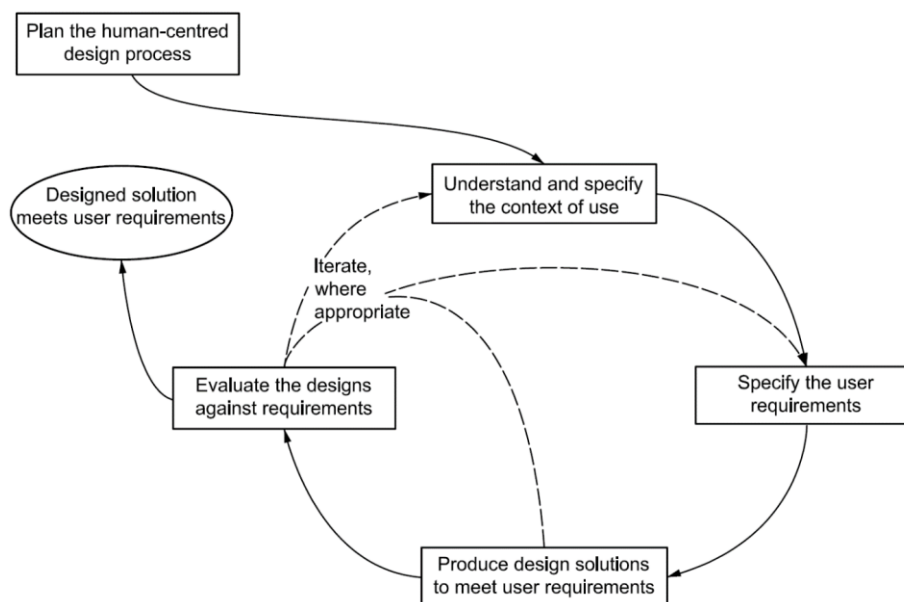 Plan the human-centred
design process
Understand and specify
the context of use
Designed solution
meets user requirements
Iterate,
where
appropriate
Evaluate the designs
against requirements
Specify the user
requirements
Produce design solutions
to meet user requirements